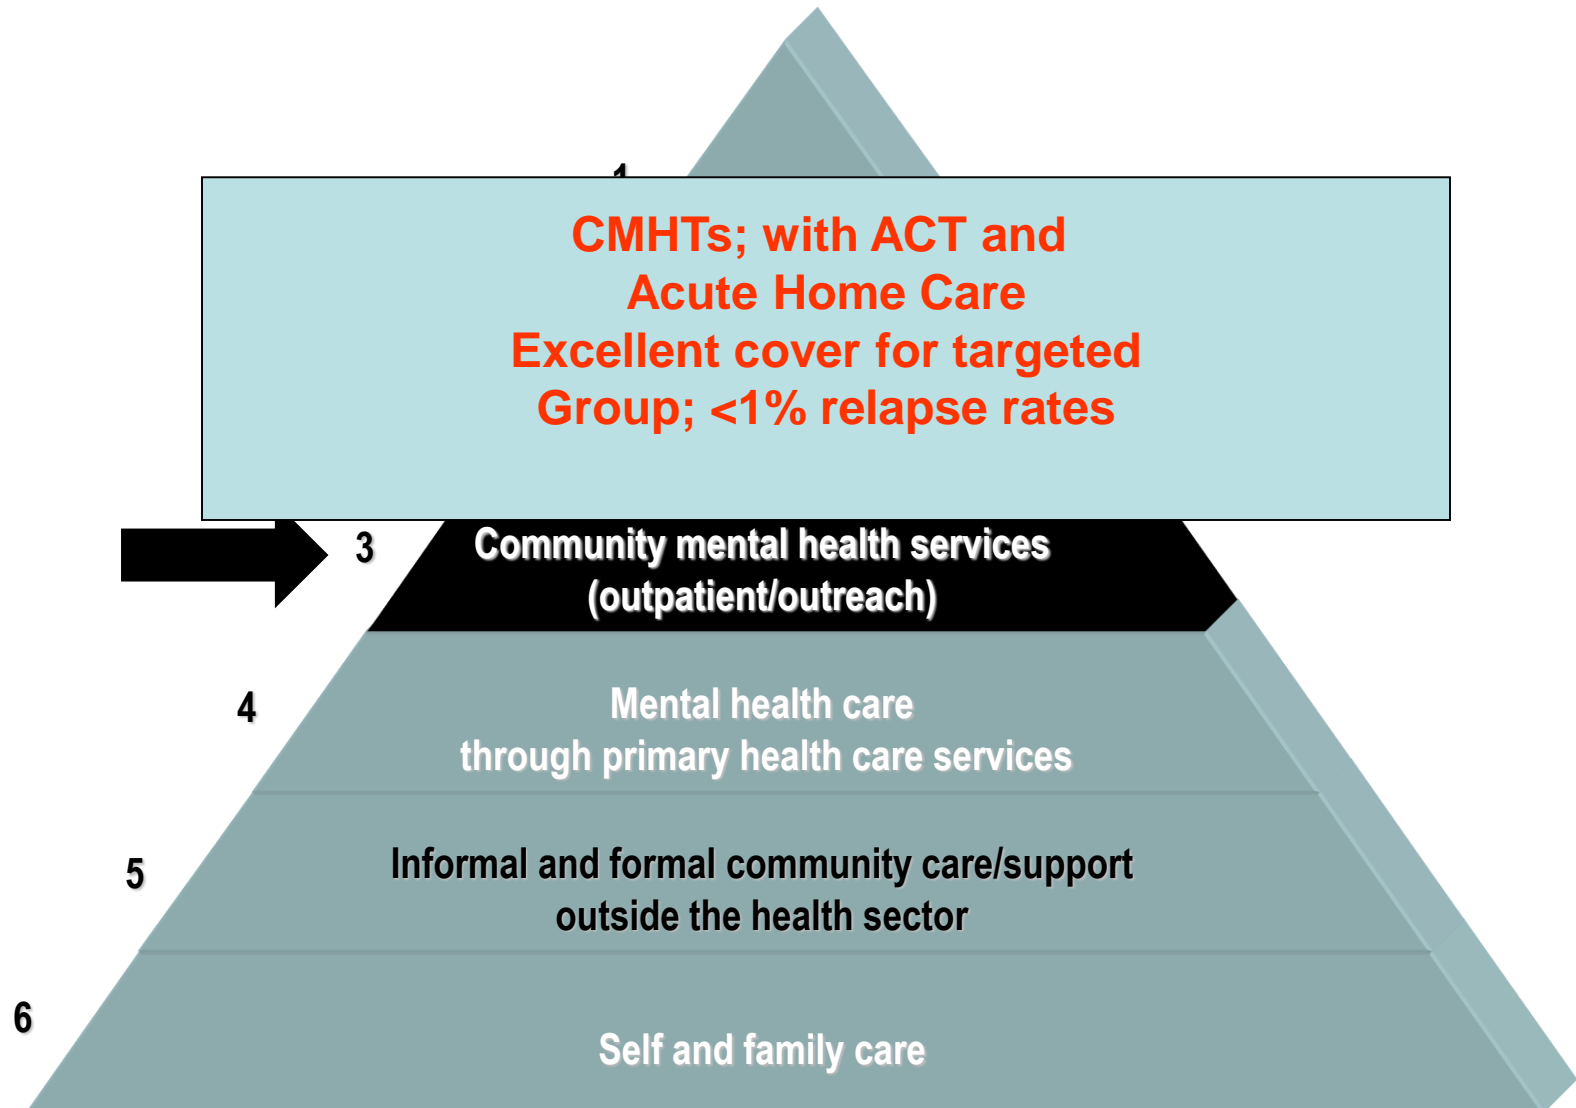 1
CMHTs; with ACT and
Acute Home Care
Excellent cover for targeted
Group; <1% relapse rates
3
Community mental health services
(outpatient/outreach)
4
Mental health care
through primary health care services
5
Informal and formal community care/support
outside the health sector
6
Self and family care